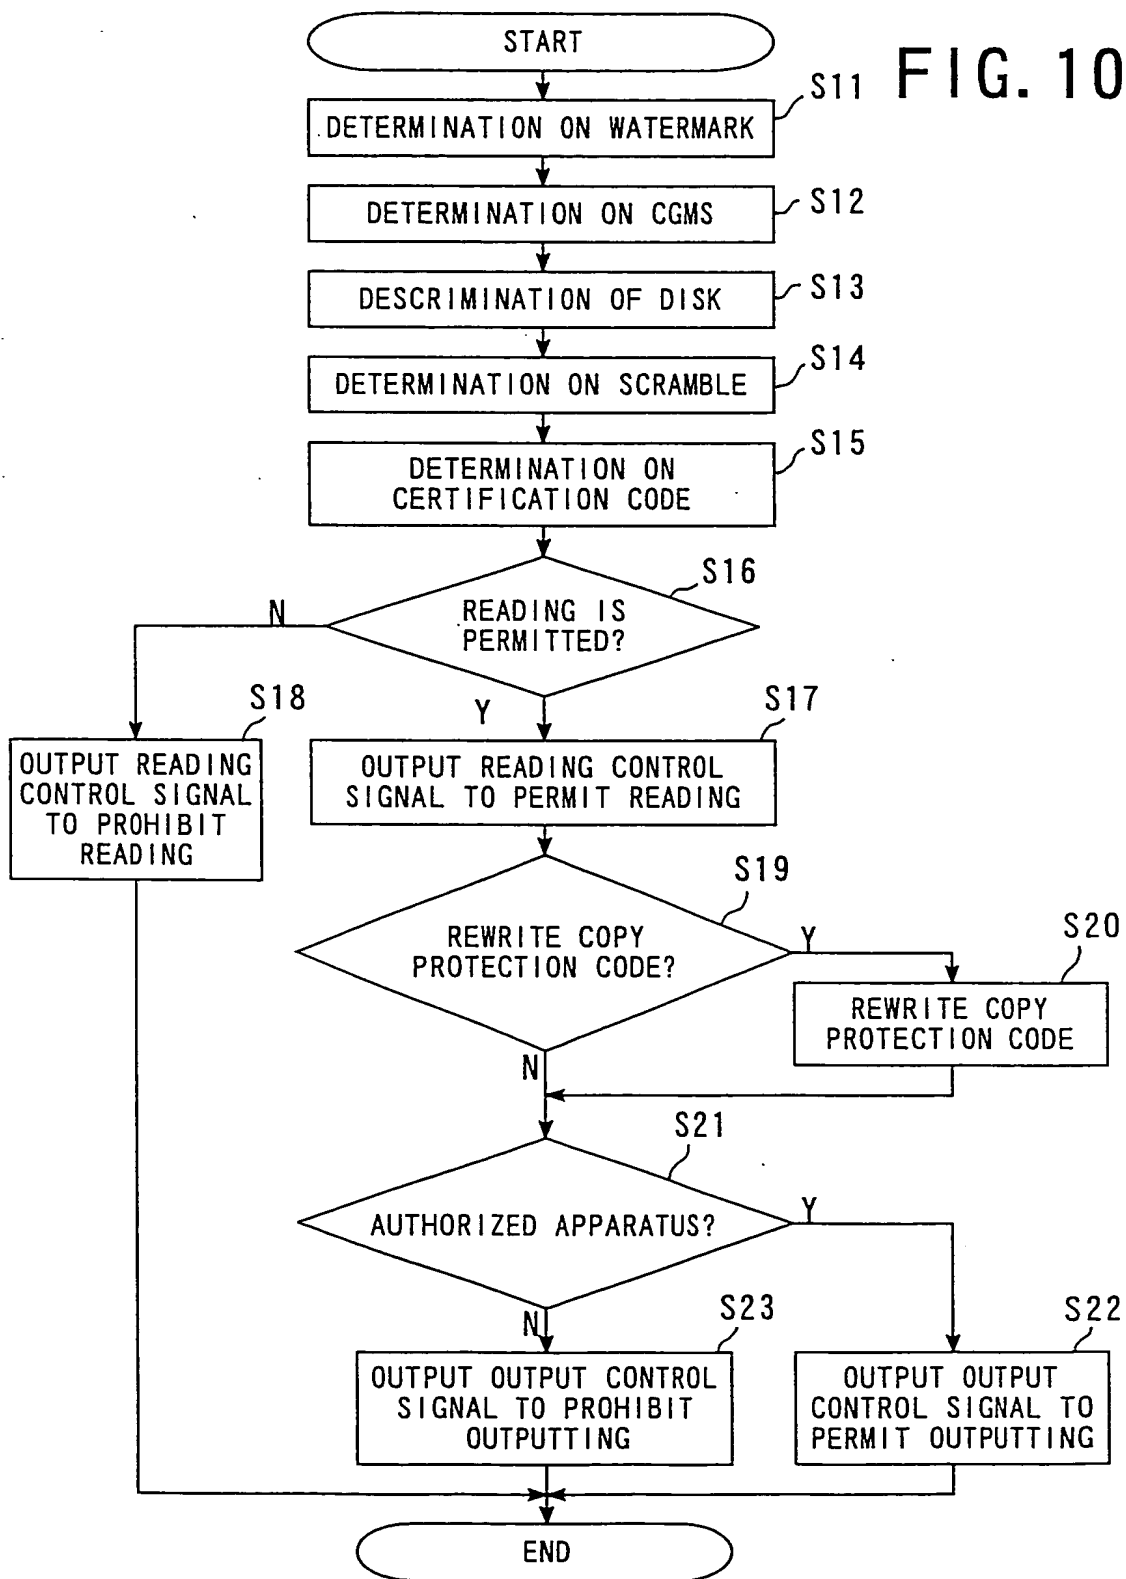 FIG. 10
START
S11
DETERMINATION ON WATERMARK
S12
DETERMINATION ON CGMS
S13
DESCRIMINATION OF DISK
S14
DETERMINATION ON SCRAMBLE
S15
DETERMINATION ON
CERTIFICATION CODE
S16
READING IS
PERMITTED?
N
Y
S18
OUTPUT READING
CONTROL SIGNAL
TO PROHIBIT
READING
S17
OUTPUT READING CONTROL
SIGNAL TO PERMIT READING
S19
REWRITE COPY
PROTECTION CODE?
Y
N
S20
REWRITE COPY
PROTECTION CODE
S21
AUTHORIZED APPARATUS?
Y
N
S23
OUTPUT OUTPUT CONTROL
SIGNAL TO PROHIBIT
OUTPUTTING
S22
OUTPUT OUTPUT
CONTROL SIGNAL TO
PERMIT OUTPUTTING
END